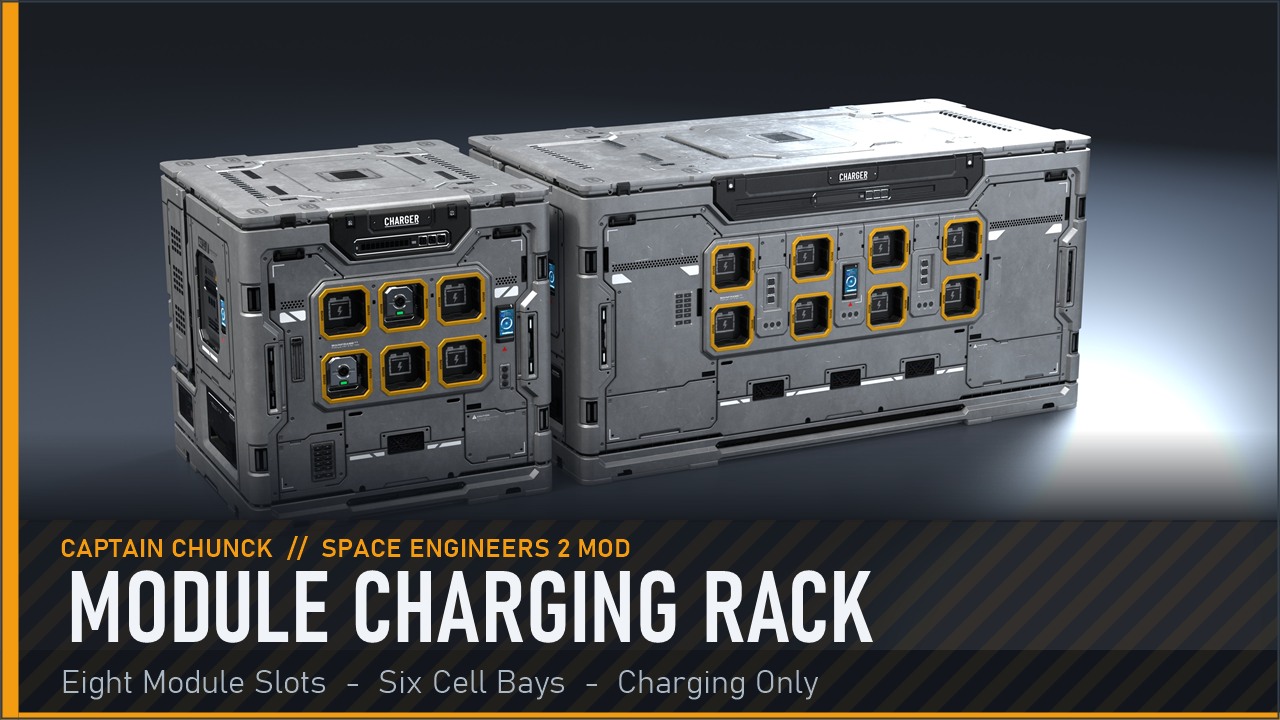 CHARGER
CHARGER
CAPTAIN CHUNCK // SPACE ENGINEERS 2 MOD
MODULE CHARGING RACK
Eight Module Slots - Six Cell Bays - Charging Only